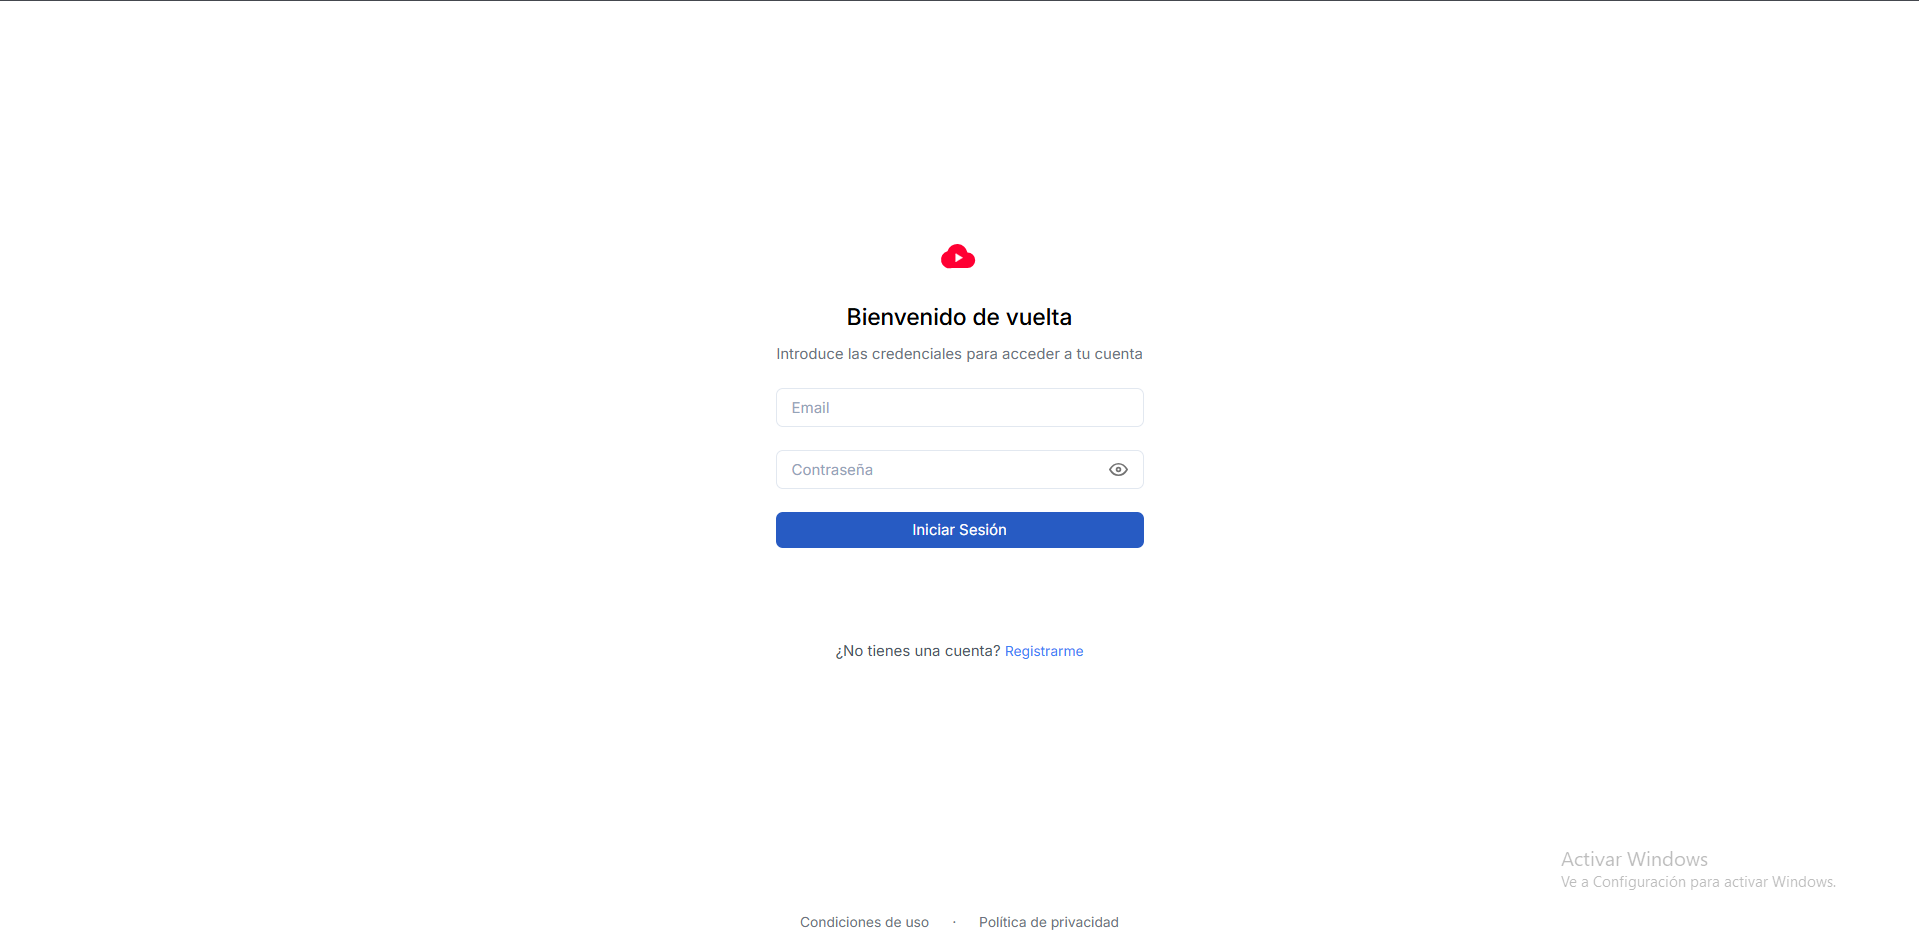 Bienvenido de vuelta
Introduce las credenciales para acceder a tu cuenta
Email
Contraseña
Iniciar Sesión
¿No tienes una cuenta? Registrarme
Activar Windows
Ve a Configuración para activar Windows.
Condiciones de uso · Política de privacidad